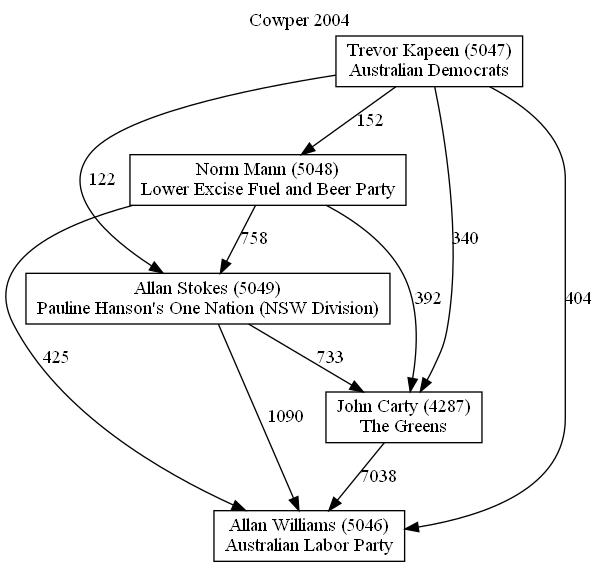 Cowper 2004
Trevor Kapeen (5047)
Australian Democrats
152
Norm Mann (5048)
Lower Excise Fuel and Beer Party
122
758
340
Allan Stokes (5049)
Pauline Hanson's One Nation (NSW Division)
392
404
425
733
John Carty (4287)
The Greens
1090
7038
Allan Williams (5046)
Australian Labor Party